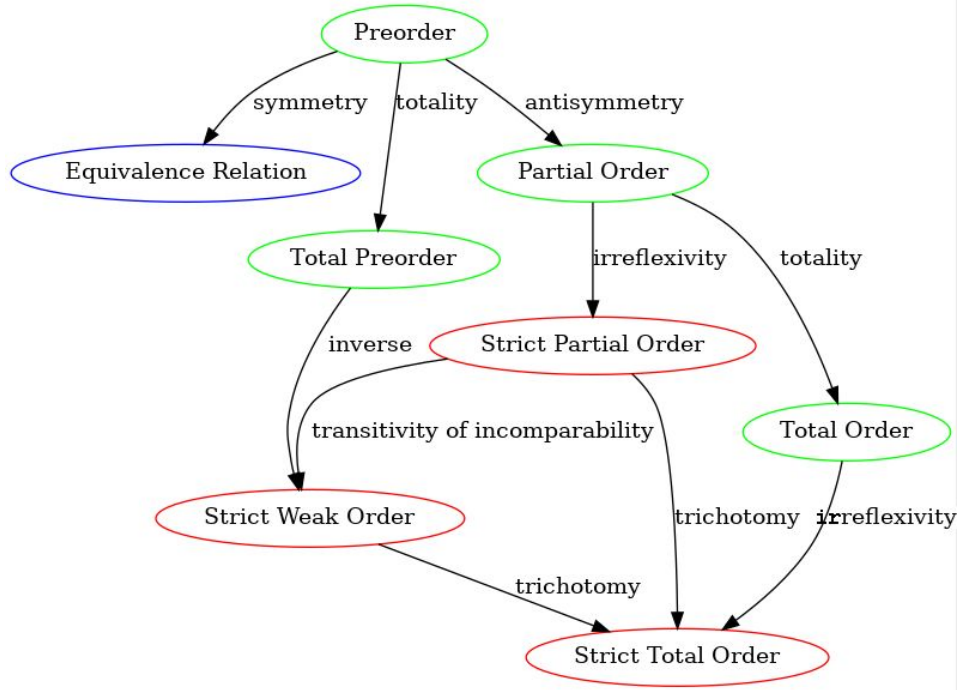 Preorder
symmetry
totality
antisymmetry
Equivalence Relation
Partial Order
Total Preorder
irreflexivity
totality
inverse
Strict Partial Order
transitivity of incomparability
Total Order
Strict Weak Order
trichotomy
irreflexivity
trichotomy
Strict Total Order